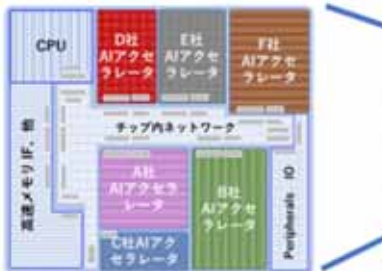 CPU
D社
AIアクセ
ラレータ
E社
AIアクセ
ラレータ
F社
AIアクセ
ラレータ
チップ内ネットワーク
高速メモリIF、他
A社
AIアクセラ
レータ
B社
AIアクセ
ラレータ
C社AIアク
セラレータ
Peripherals IO